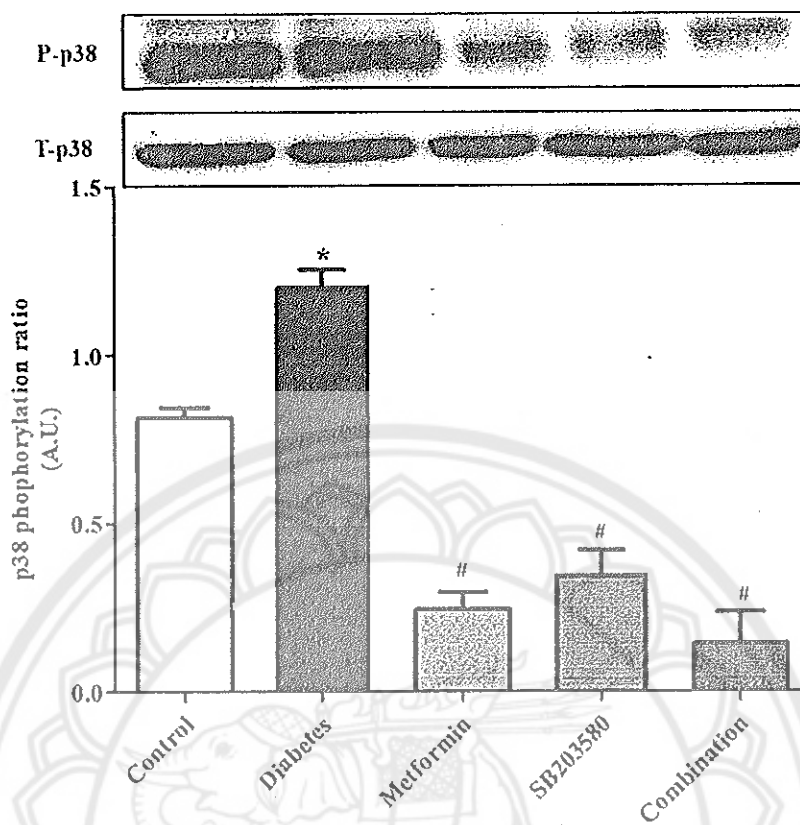 P-p38
T-p38
1.5
*
1.0
p38 phophorylation ratio
(A.U.)
0.5
#
#
#
0.0
Control
Diabetes
Metformin
SB203580
Combination